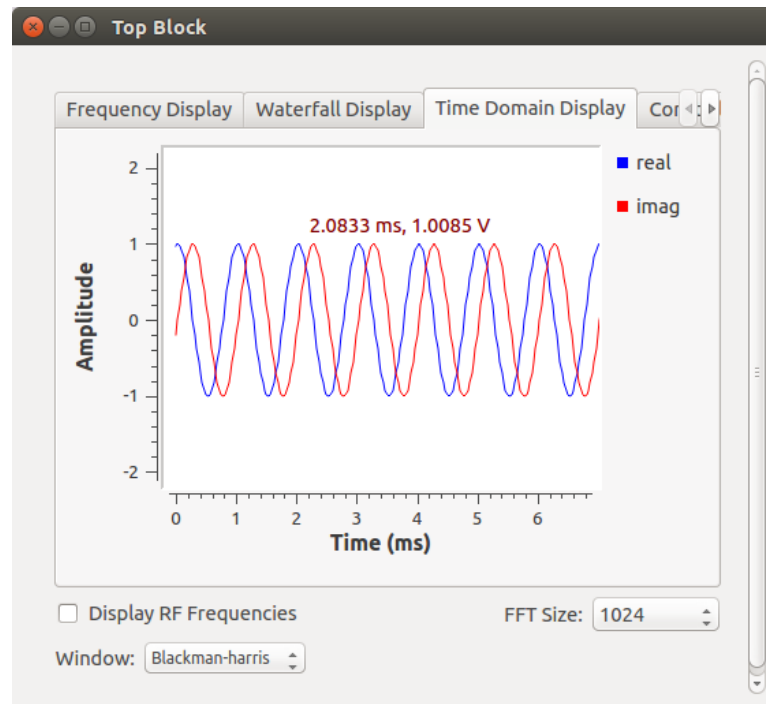 Top Block
Frequency Display
Waterfall Display
Time Domain Display
real
imag
2.0833 ms, 1.0085 V
Amplitude
2
1
0
-1
-2
0 1 2 3 4 5 6
Time (ms)
Display RF Frequencies
FFT Size: 1024
Window: Blackman-harris